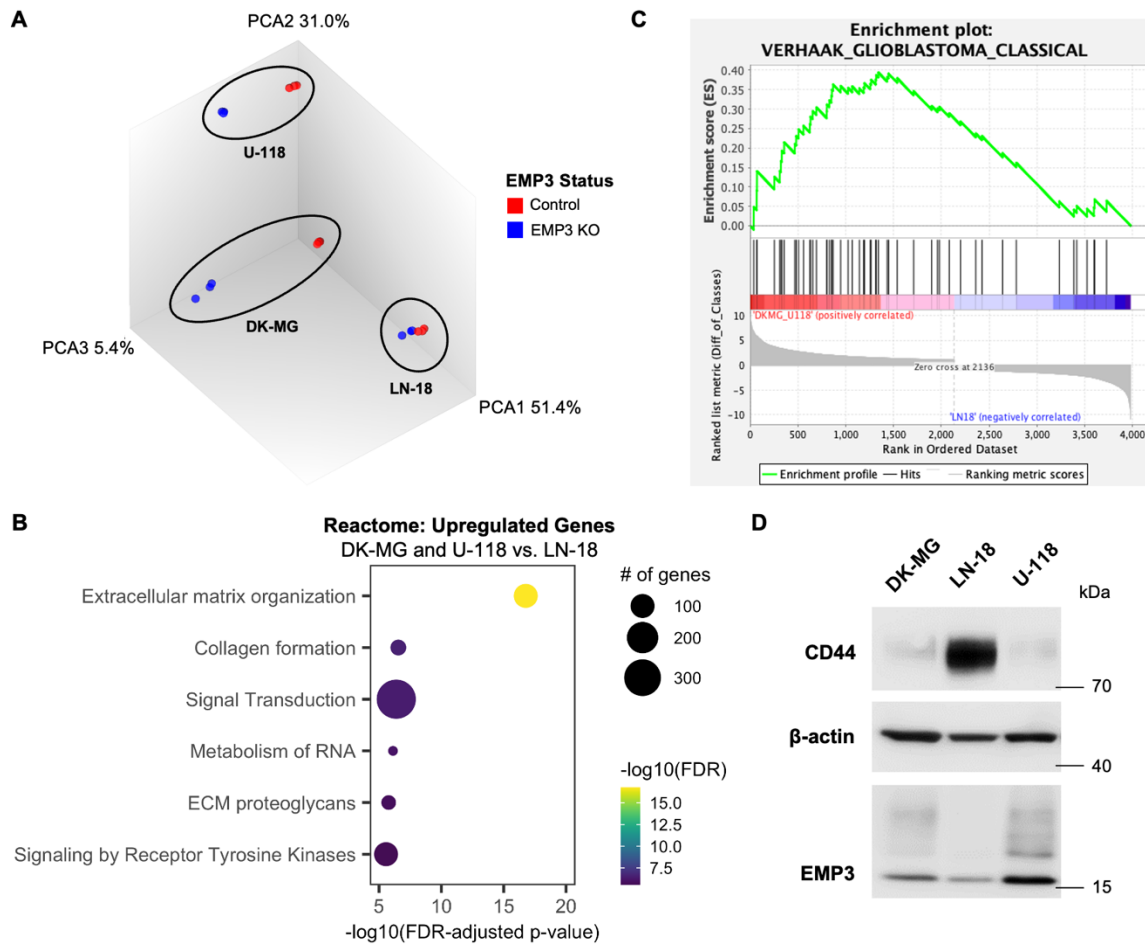 A
PCA2 31.0%
U-118
DK-MG
LN-18
PCA3 5.4%
PCA1 51.4%
EMP3 Status
Control
EMP3 KO
B
Reactome: Upregulated Genes
DK-MG and U-118 vs. LN-18
Extracellular matrix organization
Collagen formation
Signal Transduction
Metabolism of RNA
ECM proteoglycans
Signaling by Receptor Tyrosine Kinases
5 10 15 20
-log10(FDR-adjusted p-value)
# of genes
100
200
300
-log10(FDR)
15.0
12.5
10.0
7.5
C
Enrichment plot:
VERHAAK_GLIOBLASTOMA_CLASSICAL
Enrichment score (ES)
0.40
0.35
0.30
0.25
0.20
0.15
0.10
0.05
0.00
Ranked list metric (Diff_of_Classes)
10
5
0
-5
-10
'DKMG_U118' (positively correlated)
Zero cross at 2136
'LN18' (negatively correlated)
0 500 1,000 1,500 2,000 2,500 3,000 3,500 4,000
Rank in Ordered Dataset
Enrichment profile Hits Ranking metric scores
D
DK-MG LN-18 U-118
kDa
CD44
70
β-actin
40
EMP3
15